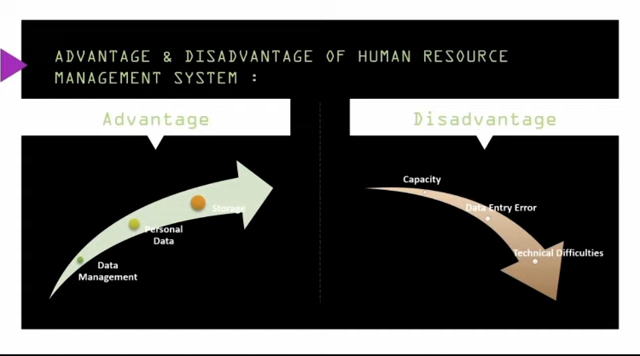 ADVANTAGE & DISADVANTAGE OF HUMAN RESOURCE
MANAGEMENT SYSTEM :
Advantage
Disadvantage
Storage
Personal
Data
Data
Management
Capacity
Data Entry Error
Technical Difficulties